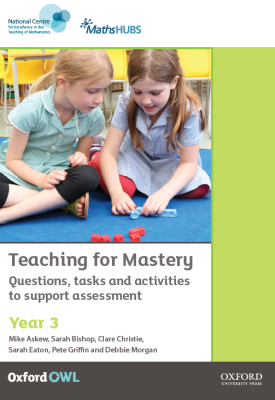 National Centre
for Excellence in the
Teaching of Mathematics
MathsHUBS
Teaching for Mastery
Questions, tasks and activities
to support assessment
Year 3
Mike Askew, Sarah Bishop, Clare Christie,
Sarah Eaton, Pete Griffin and Debbie Morgan
Oxford OWL
OXFORD
UNIVERSITY PRESS